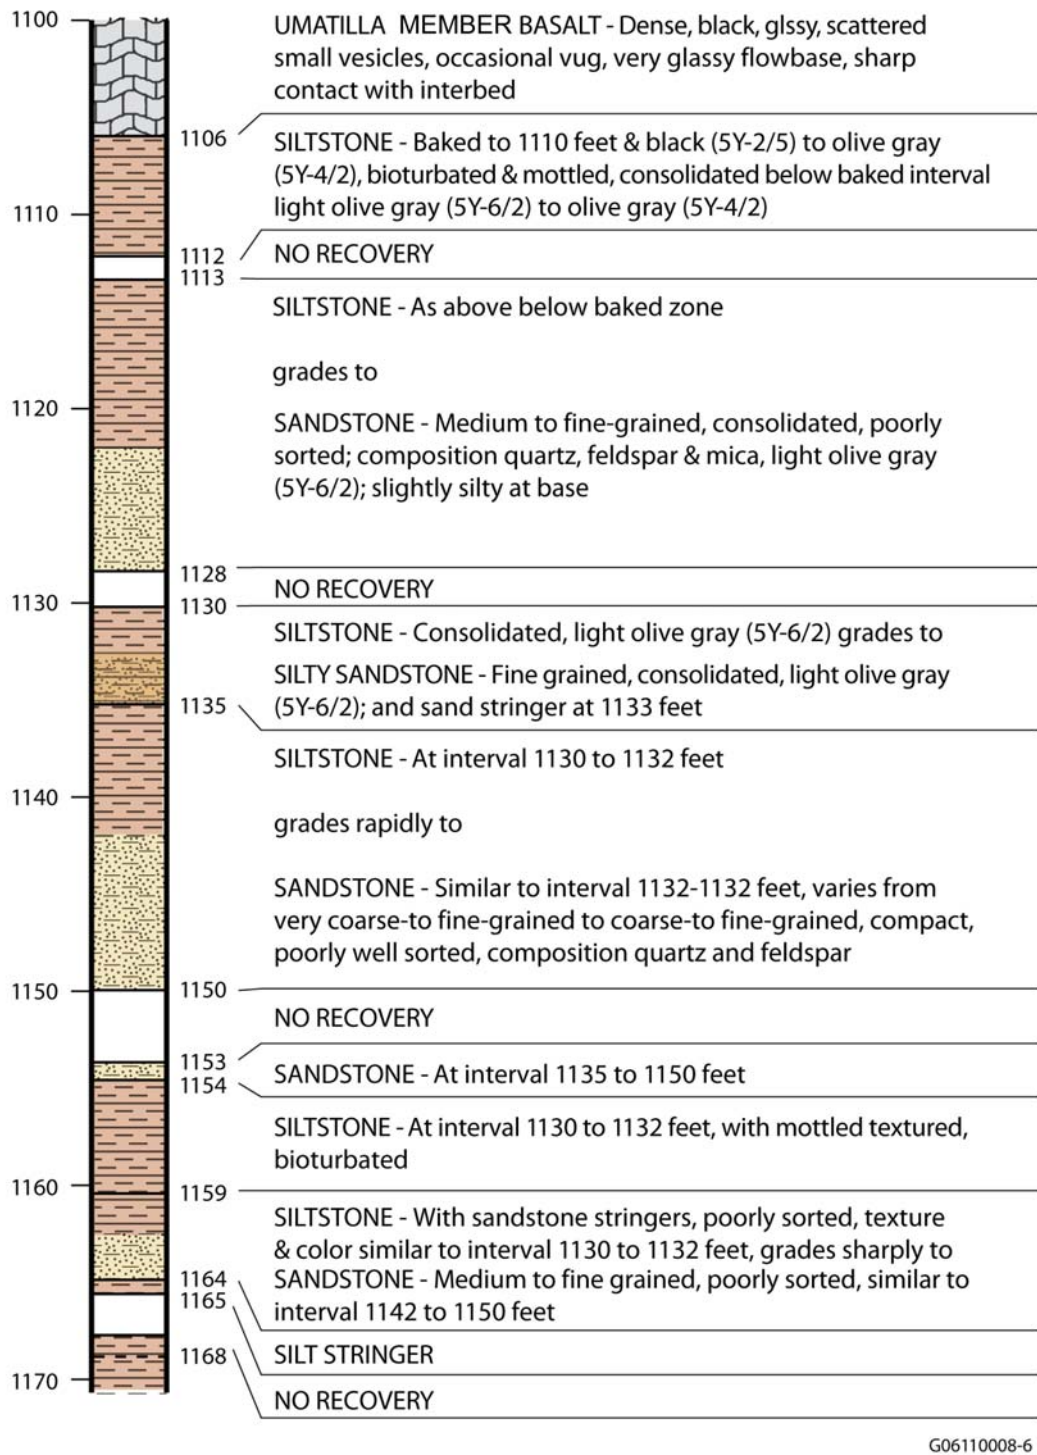 1100
UMATILLA MEMBER BASALT - Dense, black, glssy, scattered
small vesicles, occasional vug, very glassy flowbase, sharp
contact with interbed
1106
SILTSTONE - Baked to 1110 feet & black (5Y-2/5) to olive gray
(5Y-4/2), bioturbated & mottled, consolidated below baked interval
light olive gray (5Y-6/2) to olive gray (5Y-4/2)
1110
1112
NO RECOVERY
1113
SILTSTONE - As above below baked zone
grades to
1120
SANDSTONE - Medium to fine-grained, consolidated, poorly
sorted; composition quartz, feldspar & mica, light olive gray
(5Y-6/2); slightly silty at base
1128
NO RECOVERY
1130
1130
SILTSTONE - Consolidated, light olive gray (5Y-6/2) grades to
SILTY SANDSTONE - Fine grained, consolidated, light olive gray
(5Y-6/2); and sand stringer at 1133 feet
1135
SILTSTONE - At interval 1130 to 1132 feet
1140
grades rapidly to
SANDSTONE - Similar to interval 1132-1132 feet, varies from
very coarse-to fine-grained to coarse-to fine-grained, compact,
poorly well sorted, composition quartz and feldspar
1150
1150
NO RECOVERY
1153
SANDSTONE - At interval 1135 to 1150 feet
1154
SILTSTONE - At interval 1130 to 1132 feet, with mottled textured,
bioturbated
1160
1159
SILTSTONE - With sandstone stringers, poorly sorted, texture
& color similar to interval 1130 to 1132 feet, grades sharply to
SANDSTONE - Medium to fine grained, poorly sorted, similar to
interval 1142 to 1150 feet
1164
1165
SILT STRINGER
1168
1170
NO RECOVERY
G06110008-6